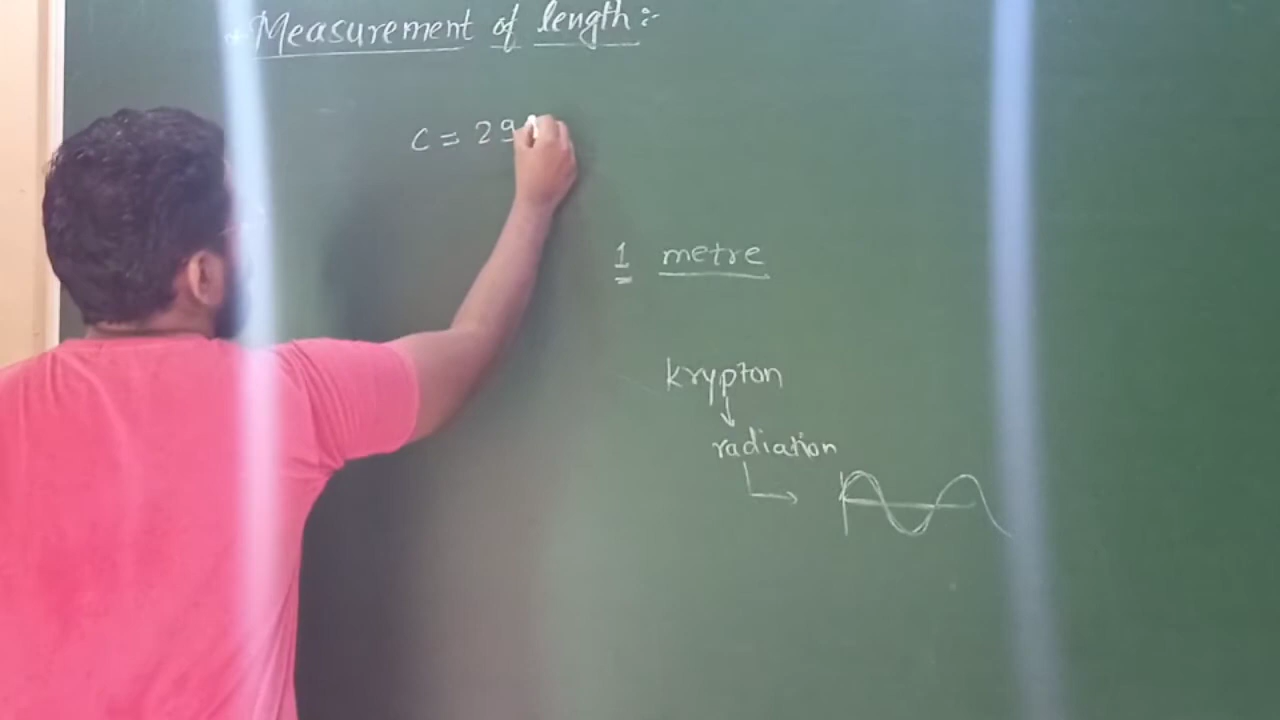 Measurement of length :-
C = 29
1 metre
krypton
radiation